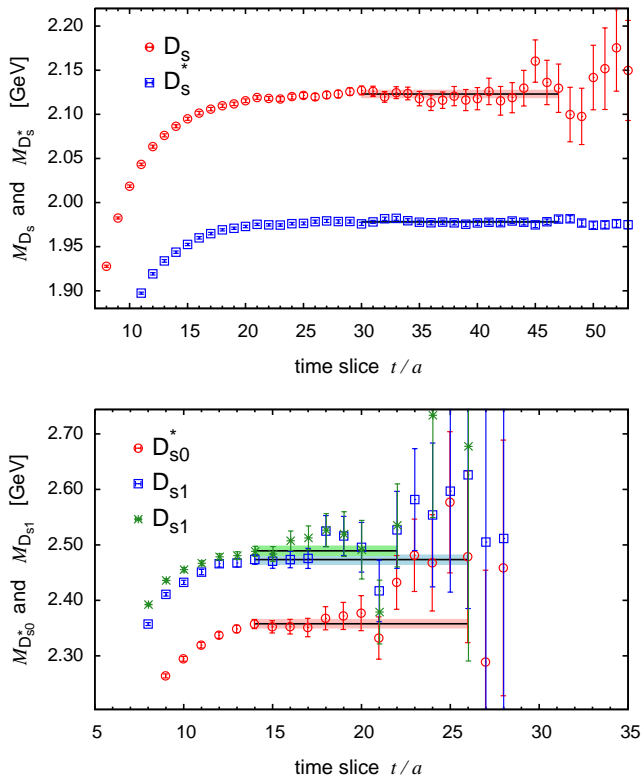 M_{D_s} and M_{D_s^*} [GeV]
2.20
2.15
2.10
2.05
2.00
1.95
1.90
D_s
D_s^*
10 15 20 25 30 35 40 45 50
time slice t / a
M_{D_{s0}^*} and M_{D_{s1}} [GeV]
2.70
2.60
2.50
2.40
2.30
D_{s0}^*
D_{s1}
D_{s1}
5 10 15 20 25 30 35
time slice t / a